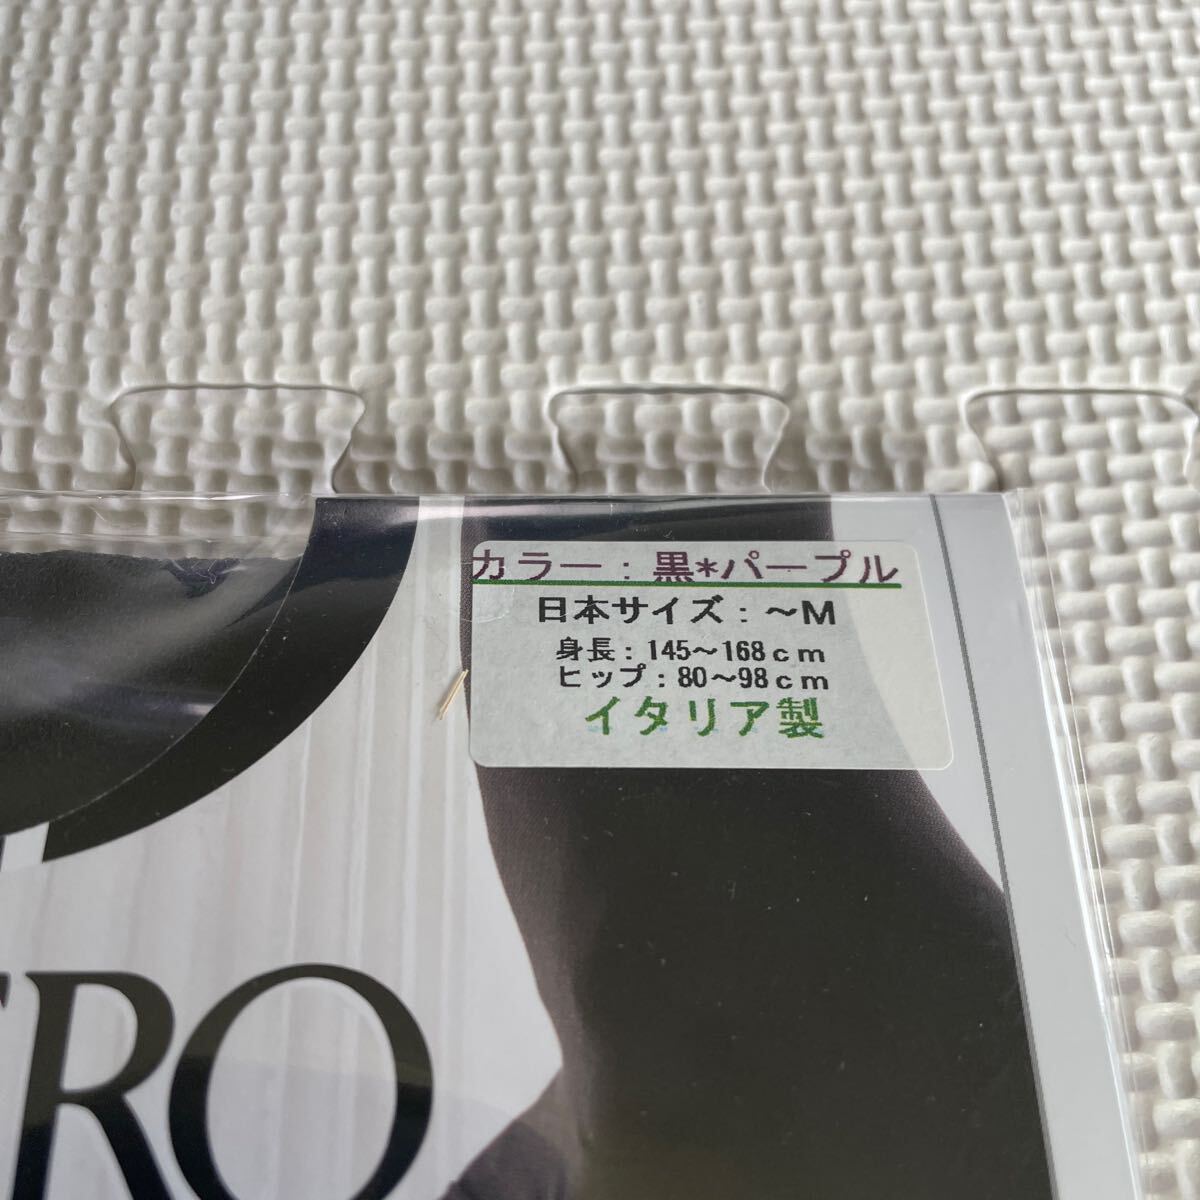 カラー：黒*パープル
日本サイズ：～M
身長：145～168ｃｍ
ヒップ：80～98ｃｍ
イタリア製
RO